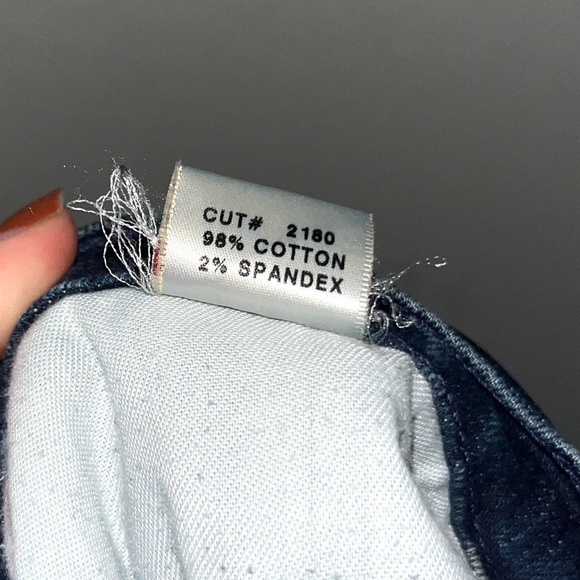 CUT# 2180
98% COTTON
2% SPANDEX